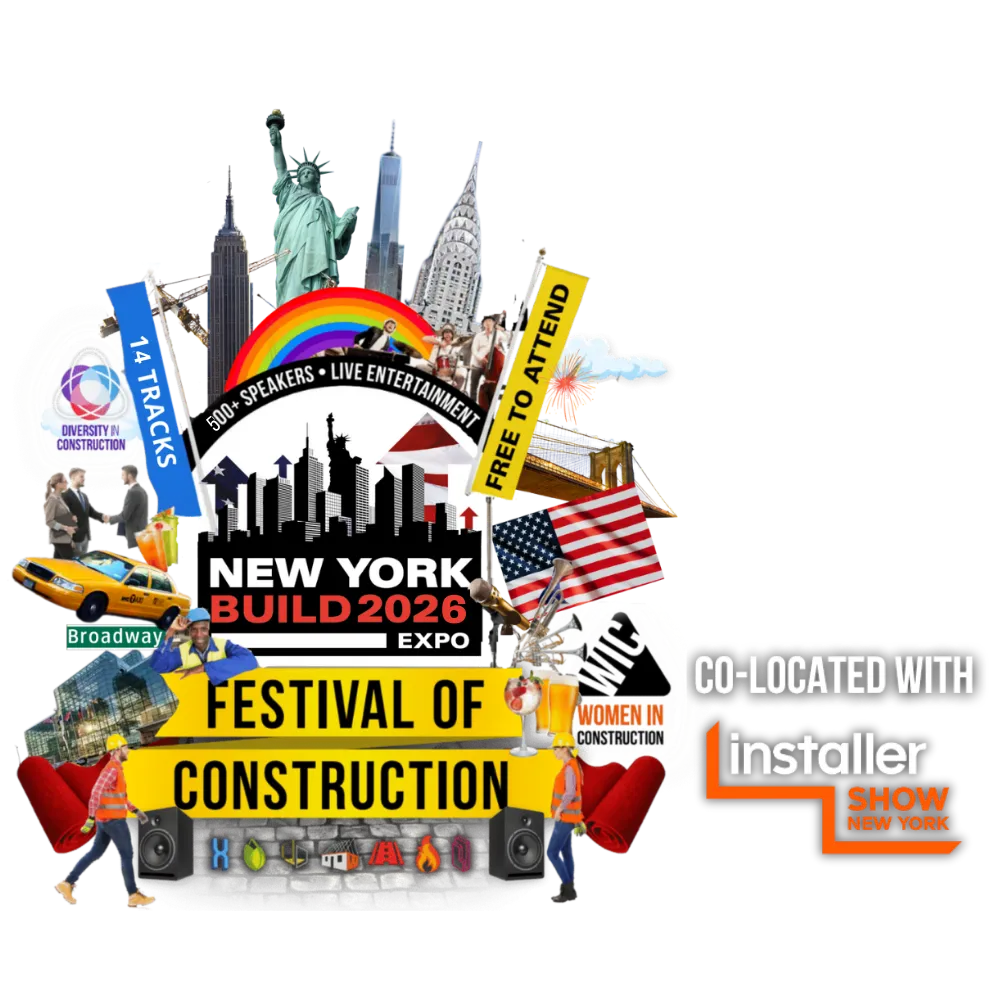 14 TRACKS
FREE TO ATTEND
500+ SPEAKERS • LIVE ENTERTAINMENT
DIVERSITY IN
CONSTRUCTION
NEW YORK
BUILD 2026
EXPO
Broadway
WIC
WOMEN IN
CONSTRUCTION
FESTIVAL OF
CONSTRUCTION
CO-LOCATED WITH
installer
SHOW
NEW YORK